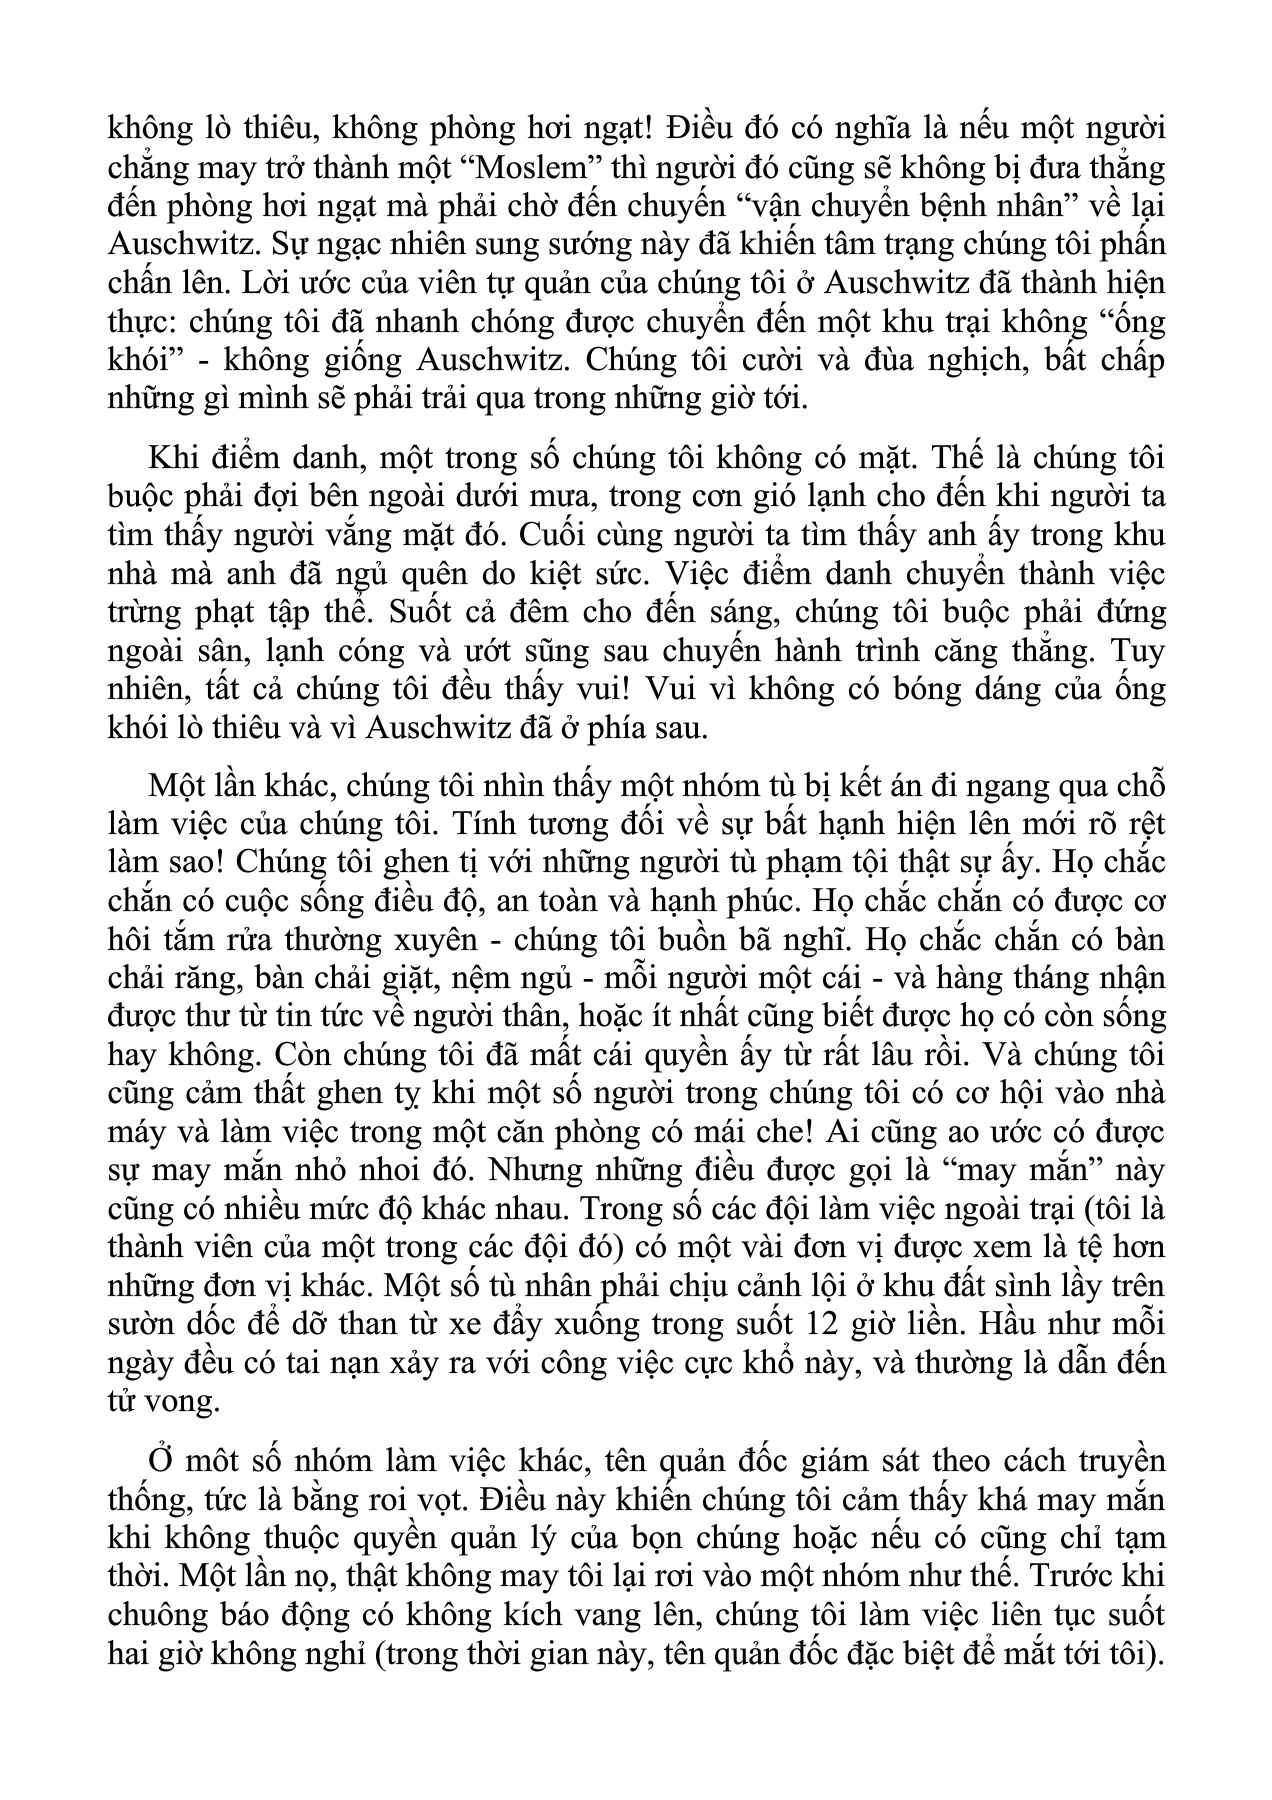 không lò thiêu, không phòng hơi ngạt! Điều đó có nghĩa là nếu một người
chẳng may trở thành một “Moslem” thì người đó cũng sẽ không bị đưa thẳng
đến phòng hơi ngạt mà phải chờ đến chuyến “vận chuyển bệnh nhân” về lại
Auschwitz. Sự ngạc nhiên sung sướng này đã khiến tâm trạng chúng tôi phấn
chấn lên. Lời ước của viên tự quản của chúng tôi ở Auschwitz đã thành hiện
thực: chúng tôi đã nhanh chóng được chuyển đến một khu trại không “ống
khói” - không giống Auschwitz. Chúng tôi cười và đùa nghịch, bất chấp
những gì mình sẽ phải trải qua trong những giờ tới.
Khi điểm danh, một trong số chúng tôi không có mặt. Thế là chúng tôi
buộc phải đợi bên ngoài dưới mưa, trong cơn gió lạnh cho đến khi người ta
tìm thấy người vắng mặt đó. Cuối cùng người ta tìm thấy anh ấy trong khu
nhà mà anh đã ngủ quên do kiệt sức. Việc điểm danh chuyển thành việc
trừng phạt tập thể. Suốt cả đêm cho đến sáng, chúng tôi buộc phải đứng
ngoài sân, lạnh cóng và ướt sũng sau chuyến hành trình căng thẳng. Tuy
nhiên, tất cả chúng tôi đều thấy vui! Vui vì không có bóng dáng của ống
khói lò thiêu và vì Auschwitz đã ở phía sau.
Một lần khác, chúng tôi nhìn thấy một nhóm tù bị kết án đi ngang qua chỗ
làm việc của chúng tôi. Tính tương đối về sự bất hạnh hiện lên mới rõ rệt
làm sao! Chúng tôi ghen tị với những người tù phạm tội thật sự ấy. Họ chắc
chắn có cuộc sống điều độ, an toàn và hạnh phúc. Họ chắc chắn có được cơ
hôi tắm rửa thường xuyên - chúng tôi buồn bã nghĩ. Họ chắc chắn có bàn
chải răng, bàn chải giặt, nệm ngủ - mỗi người một cái - và hàng tháng nhận
được thư từ tin tức về người thân, hoặc ít nhất cũng biết được họ có còn sống
hay không. Còn chúng tôi đã mất cái quyền ấy từ rất lâu rồi. Và chúng tôi
cũng cảm thất ghen tỵ khi một số người trong chúng tôi có cơ hội vào nhà
máy và làm việc trong một căn phòng có mái che! Ai cũng ao ước có được
sự may mắn nhỏ nhoi đó. Nhưng những điều được gọi là “may mắn” này
cũng có nhiều mức độ khác nhau. Trong số các đội làm việc ngoài trại (tôi là
thành viên của một trong các đội đó) có một vài đơn vị được xem là tệ hơn
những đơn vị khác. Một số tù nhân phải chịu cảnh lội ở khu đất sình lầy trên
sườn dốc để dỡ than từ xe đẩy xuống trong suốt 12 giờ liền. Hầu như mỗi
ngày đều có tai nạn xảy ra với công việc cực khổ này, và thường là dẫn đến
tử vong.
Ở môt số nhóm làm việc khác, tên quản đốc giám sát theo cách truyền
thống, tức là bằng roi vọt. Điều này khiến chúng tôi cảm thấy khá may mắn
khi không thuộc quyền quản lý của bọn chúng hoặc nếu có cũng chỉ tạm
thời. Một lần nọ, thật không may tôi lại rơi vào một nhóm như thế. Trước khi
chuông báo động có không kích vang lên, chúng tôi làm việc liên tục suốt
hai giờ không nghỉ (trong thời gian này, tên quản đốc đặc biệt để mắt tới tôi).